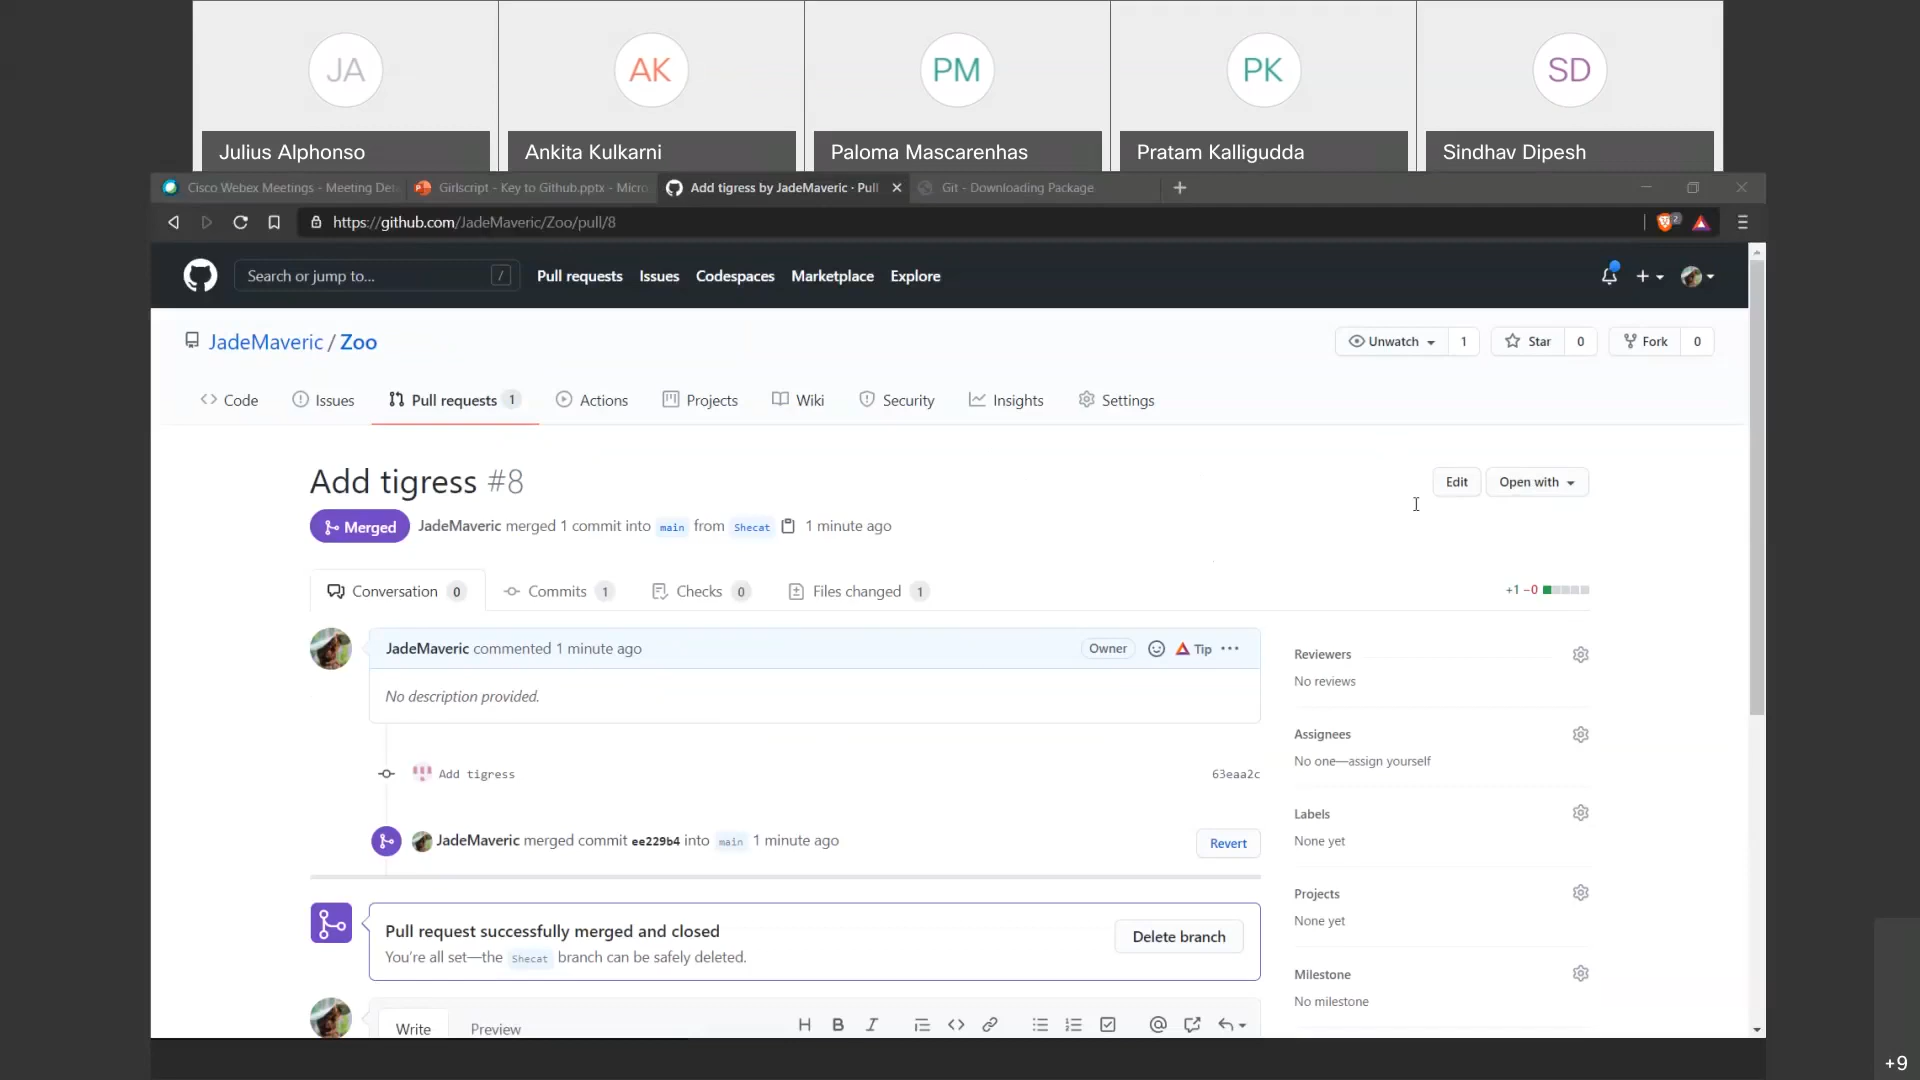 JA
AK
PM
PK
SD
Julius Alphonso
Ankita Kulkarni
Paloma Mascarenhas
Pratam Kalligudda
Sindhav Dipesh
Cisco Webex Meetings - Meeting Det
Girlscript - Key to Github.pptx - Micro
Add tigress by JadeMaveric · Pull
Git - Downloading Package
https://github.com/JadeMaveric/Zoo/pull/8
2
Search or jump to... /
Pull requests Issues Codespaces Marketplace Explore
JadeMaveric / Zoo
Unwatch 1 Star 0 Fork 0
Code Issues Pull requests 1 Actions Projects Wiki Security Insights Settings
Add tigress #8
Edit Open with
Merged JadeMaveric merged 1 commit into main from Shecat 1 minute ago
Conversation 0 Commits 1 Checks 0 Files changed 1
+1 −0
JadeMaveric commented 1 minute ago
Owner Tip ...
No description provided.
Add tigress 63eaa2c
JadeMaveric merged commit ee229b4 into main 1 minute ago
Revert
Pull request successfully merged and closed
You're all set—the Shecat branch can be safely deleted.
Delete branch
Write Preview
H B I <> @
Reviewers
No reviews
Assignees
No one—assign yourself
Labels
None yet
Projects
None yet
Milestone
No milestone
+9